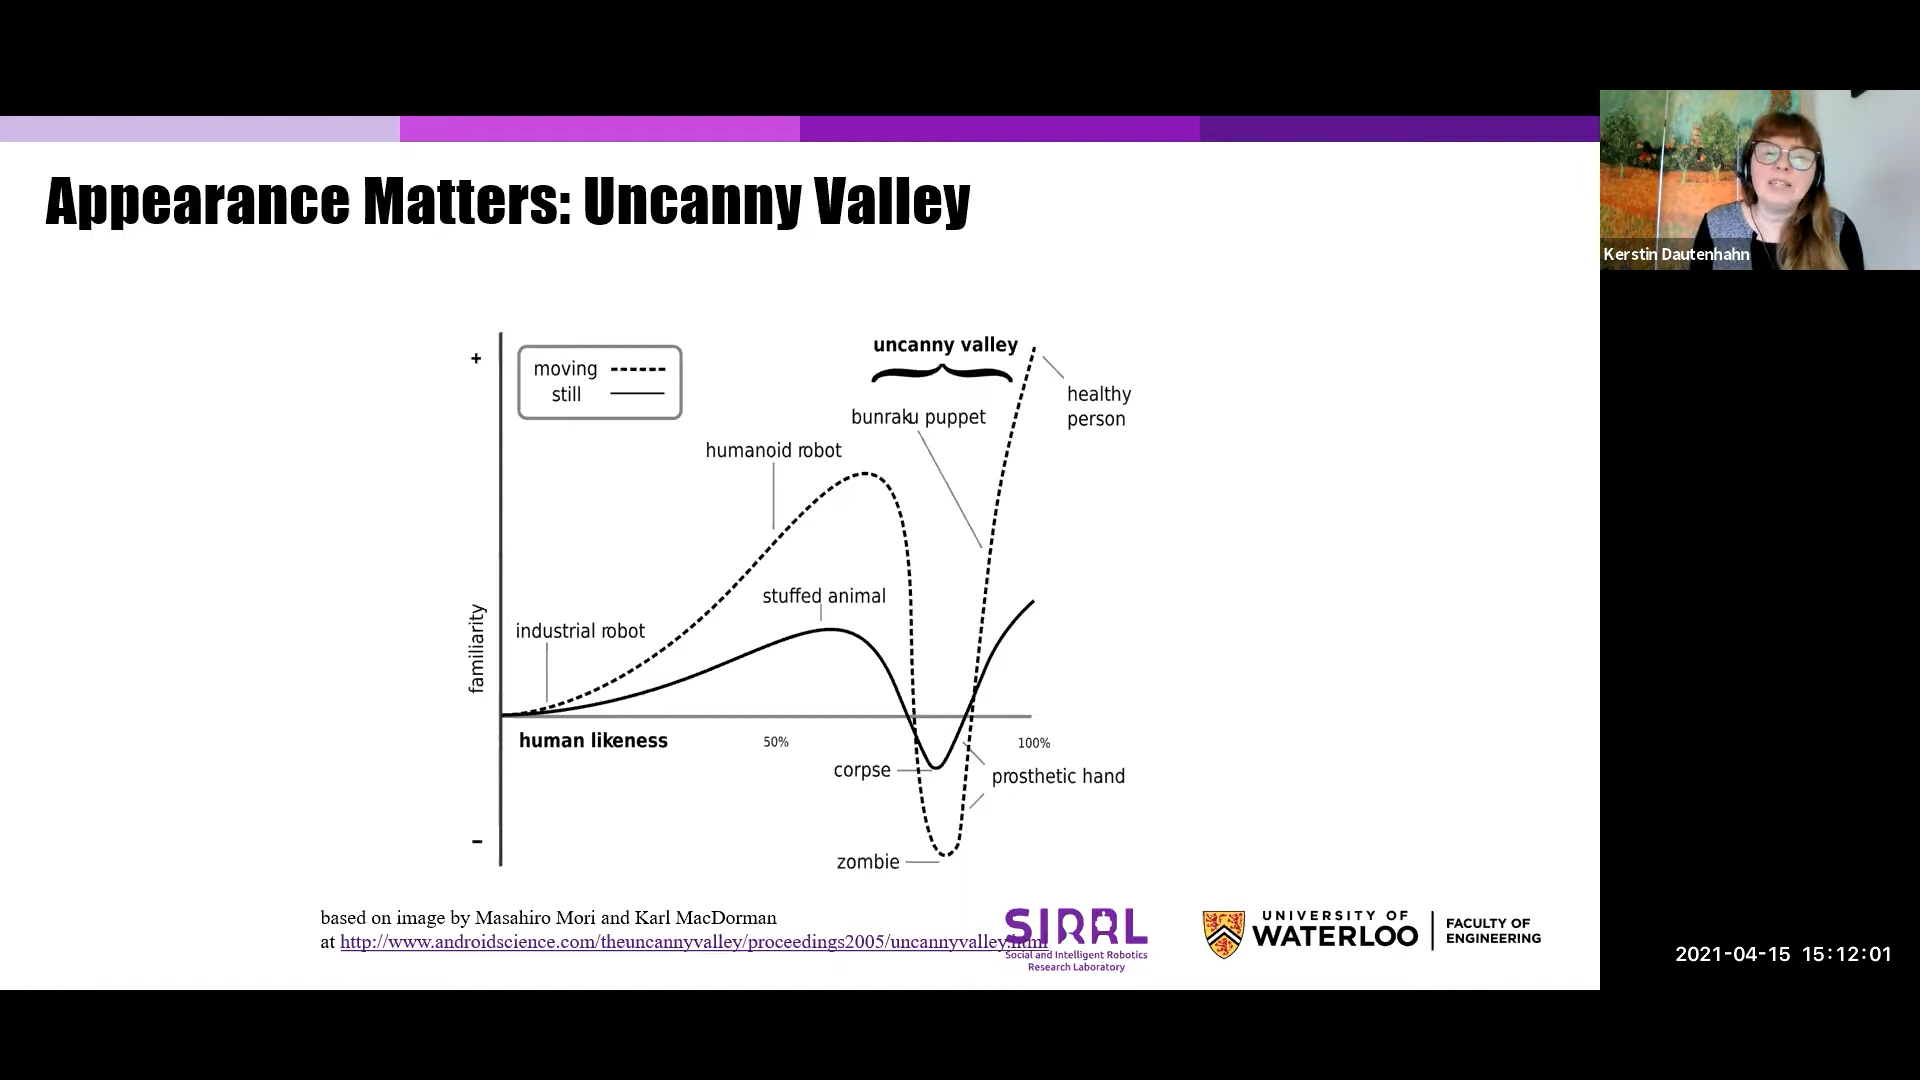 Appearance Matters: Uncanny Valley
Kerstin Dautenhahn
+
moving
still
uncanny valley
healthy
person
bunraku puppet
humanoid robot
stuffed animal
industrial robot
familiarity
human likeness
50%
100%
corpse
prosthetic hand
−
zombie
based on image by Masahiro Mori and Karl MacDorman
at http://www.androidscience.com/theuncannyvalley/proceedings2005/uncannyvalley.html
SIRRL
Social and Intelligent Robotics
Research Laboratory
UNIVERSITY OF
WATERLOO
FACULTY OF
ENGINEERING
2021-04-15 15:12:01